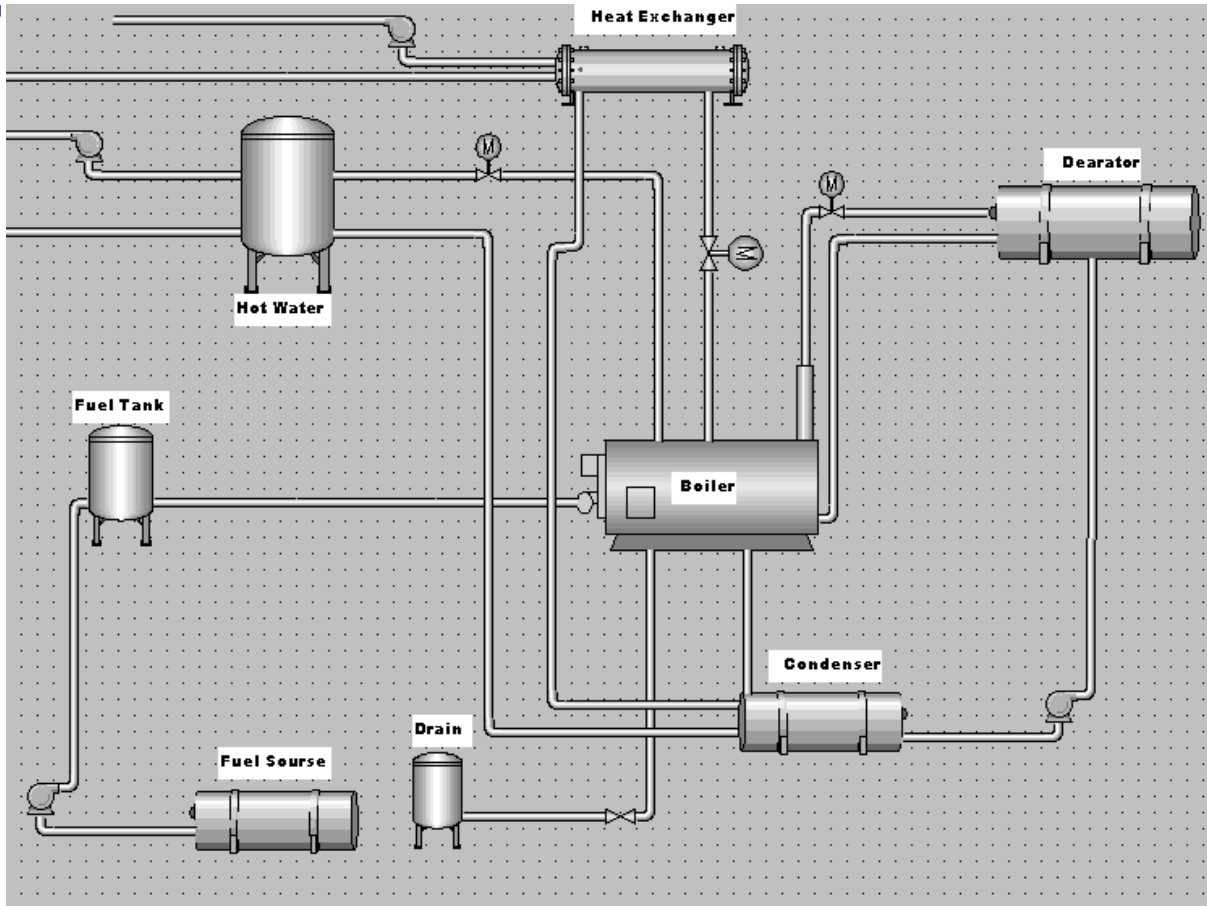 Heat Exchanger
M
M
Dearator
M
Hot Water
Fuel Tank
Boiler
Condenser
Drain
Fuel Sourse